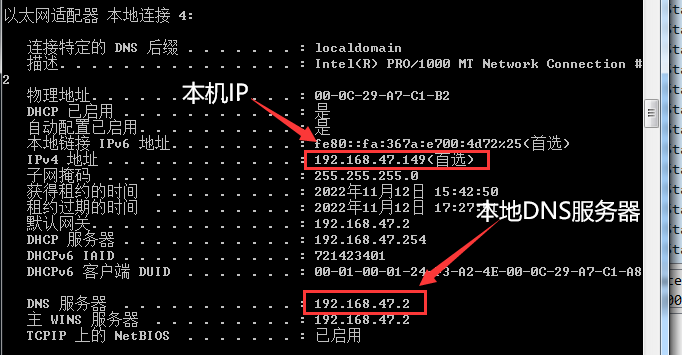 以太网适配器 本地连接 4:
连接特定的 DNS 后缀 . . . . . . . : localdomain
描述. . . . . . . . . . . . . . . : Intel(R) PRO/1000 MT Network Connection #
2
物理地址. . . . . . . . . . . . . : 00-0C-29-A7-C1-B2
本机IP
DHCP 已启用 . . . . . . . . . . . : 是
自动配置已启用. . . . . . . . . . : 是
本地链接 IPv6 地址. . . . . . . . : fe80::fa:367a:e700:4d72%25(首选)
IPv4 地址 . . . . . . . . . . . . : 192.168.47.149(首选)
子网掩码 . . . . . . . . . . . . : 255.255.255.0
获得租约的时间 . . . . . . . . . : 2022年11月12日 15:42:50
租约过期的时间 . . . . . . . . . : 2022年11月12日 17:27:
本地DNS服务器
默认网关. . . . . . . . . . . . . : 192.168.47.2
DHCP 服务器 . . . . . . . . . . . : 192.168.47.254
DHCPv6 IAID . . . . . . . . . . . : 721423401
DHCPv6 客户端 DUID . . . . . . . : 00-01-00-01-24- 3-A2-4E-00-0C-29-A7-C1-A8
DNS 服务器 . . . . . . . . . . . : 192.168.47.2
主 WINS 服务器 . . . . . . . . . : 192.168.47.2
TCPIP 上的 NetBIOS . . . . . . . : 已启用